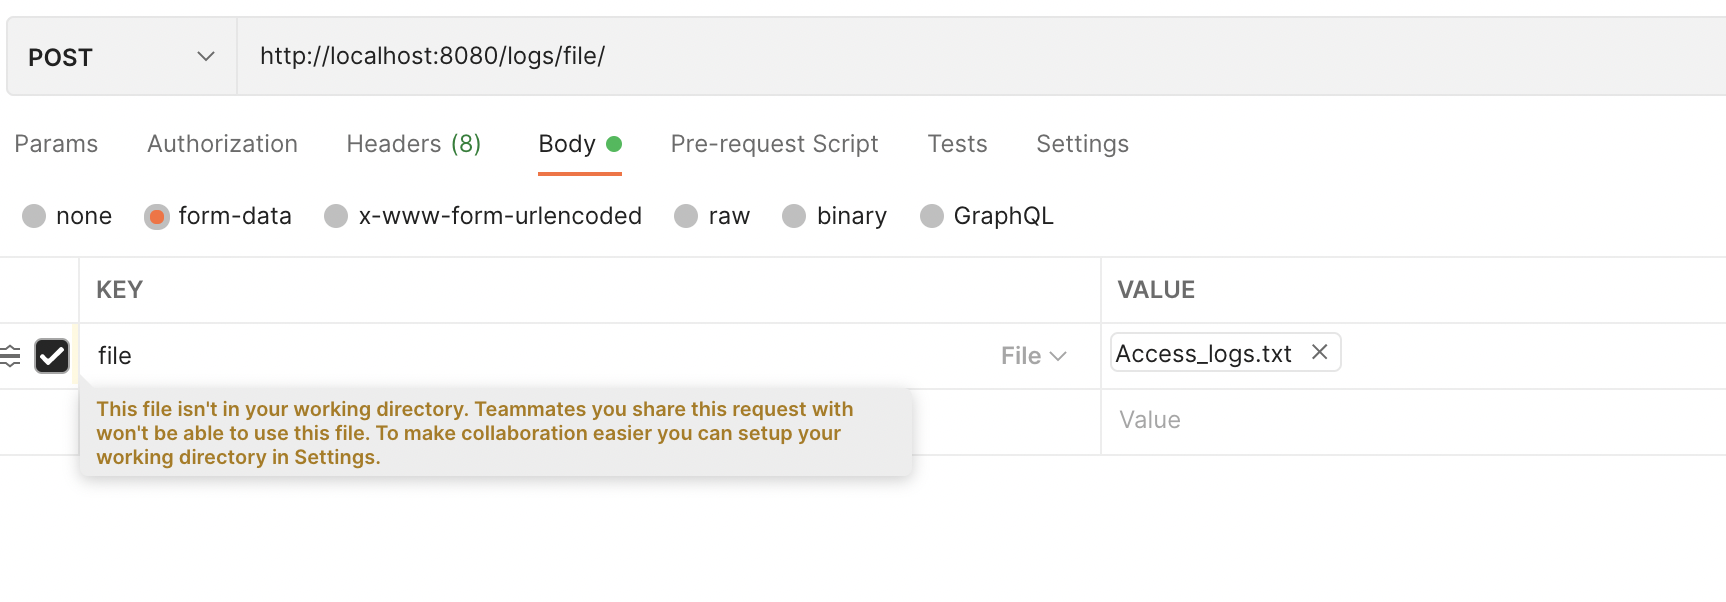 POST http://localhost:8080/logs/file/
Params Authorization Headers (8) Body Pre-request Script Tests Settings
none form-data x-www-form-urlencoded raw binary GraphQL
KEY VALUE
file File Access_logs.txt
This file isn't in your working directory. Teammates you share this request with
won't be able to use this file. To make collaboration easier you can setup your
working directory in Settings.
Value